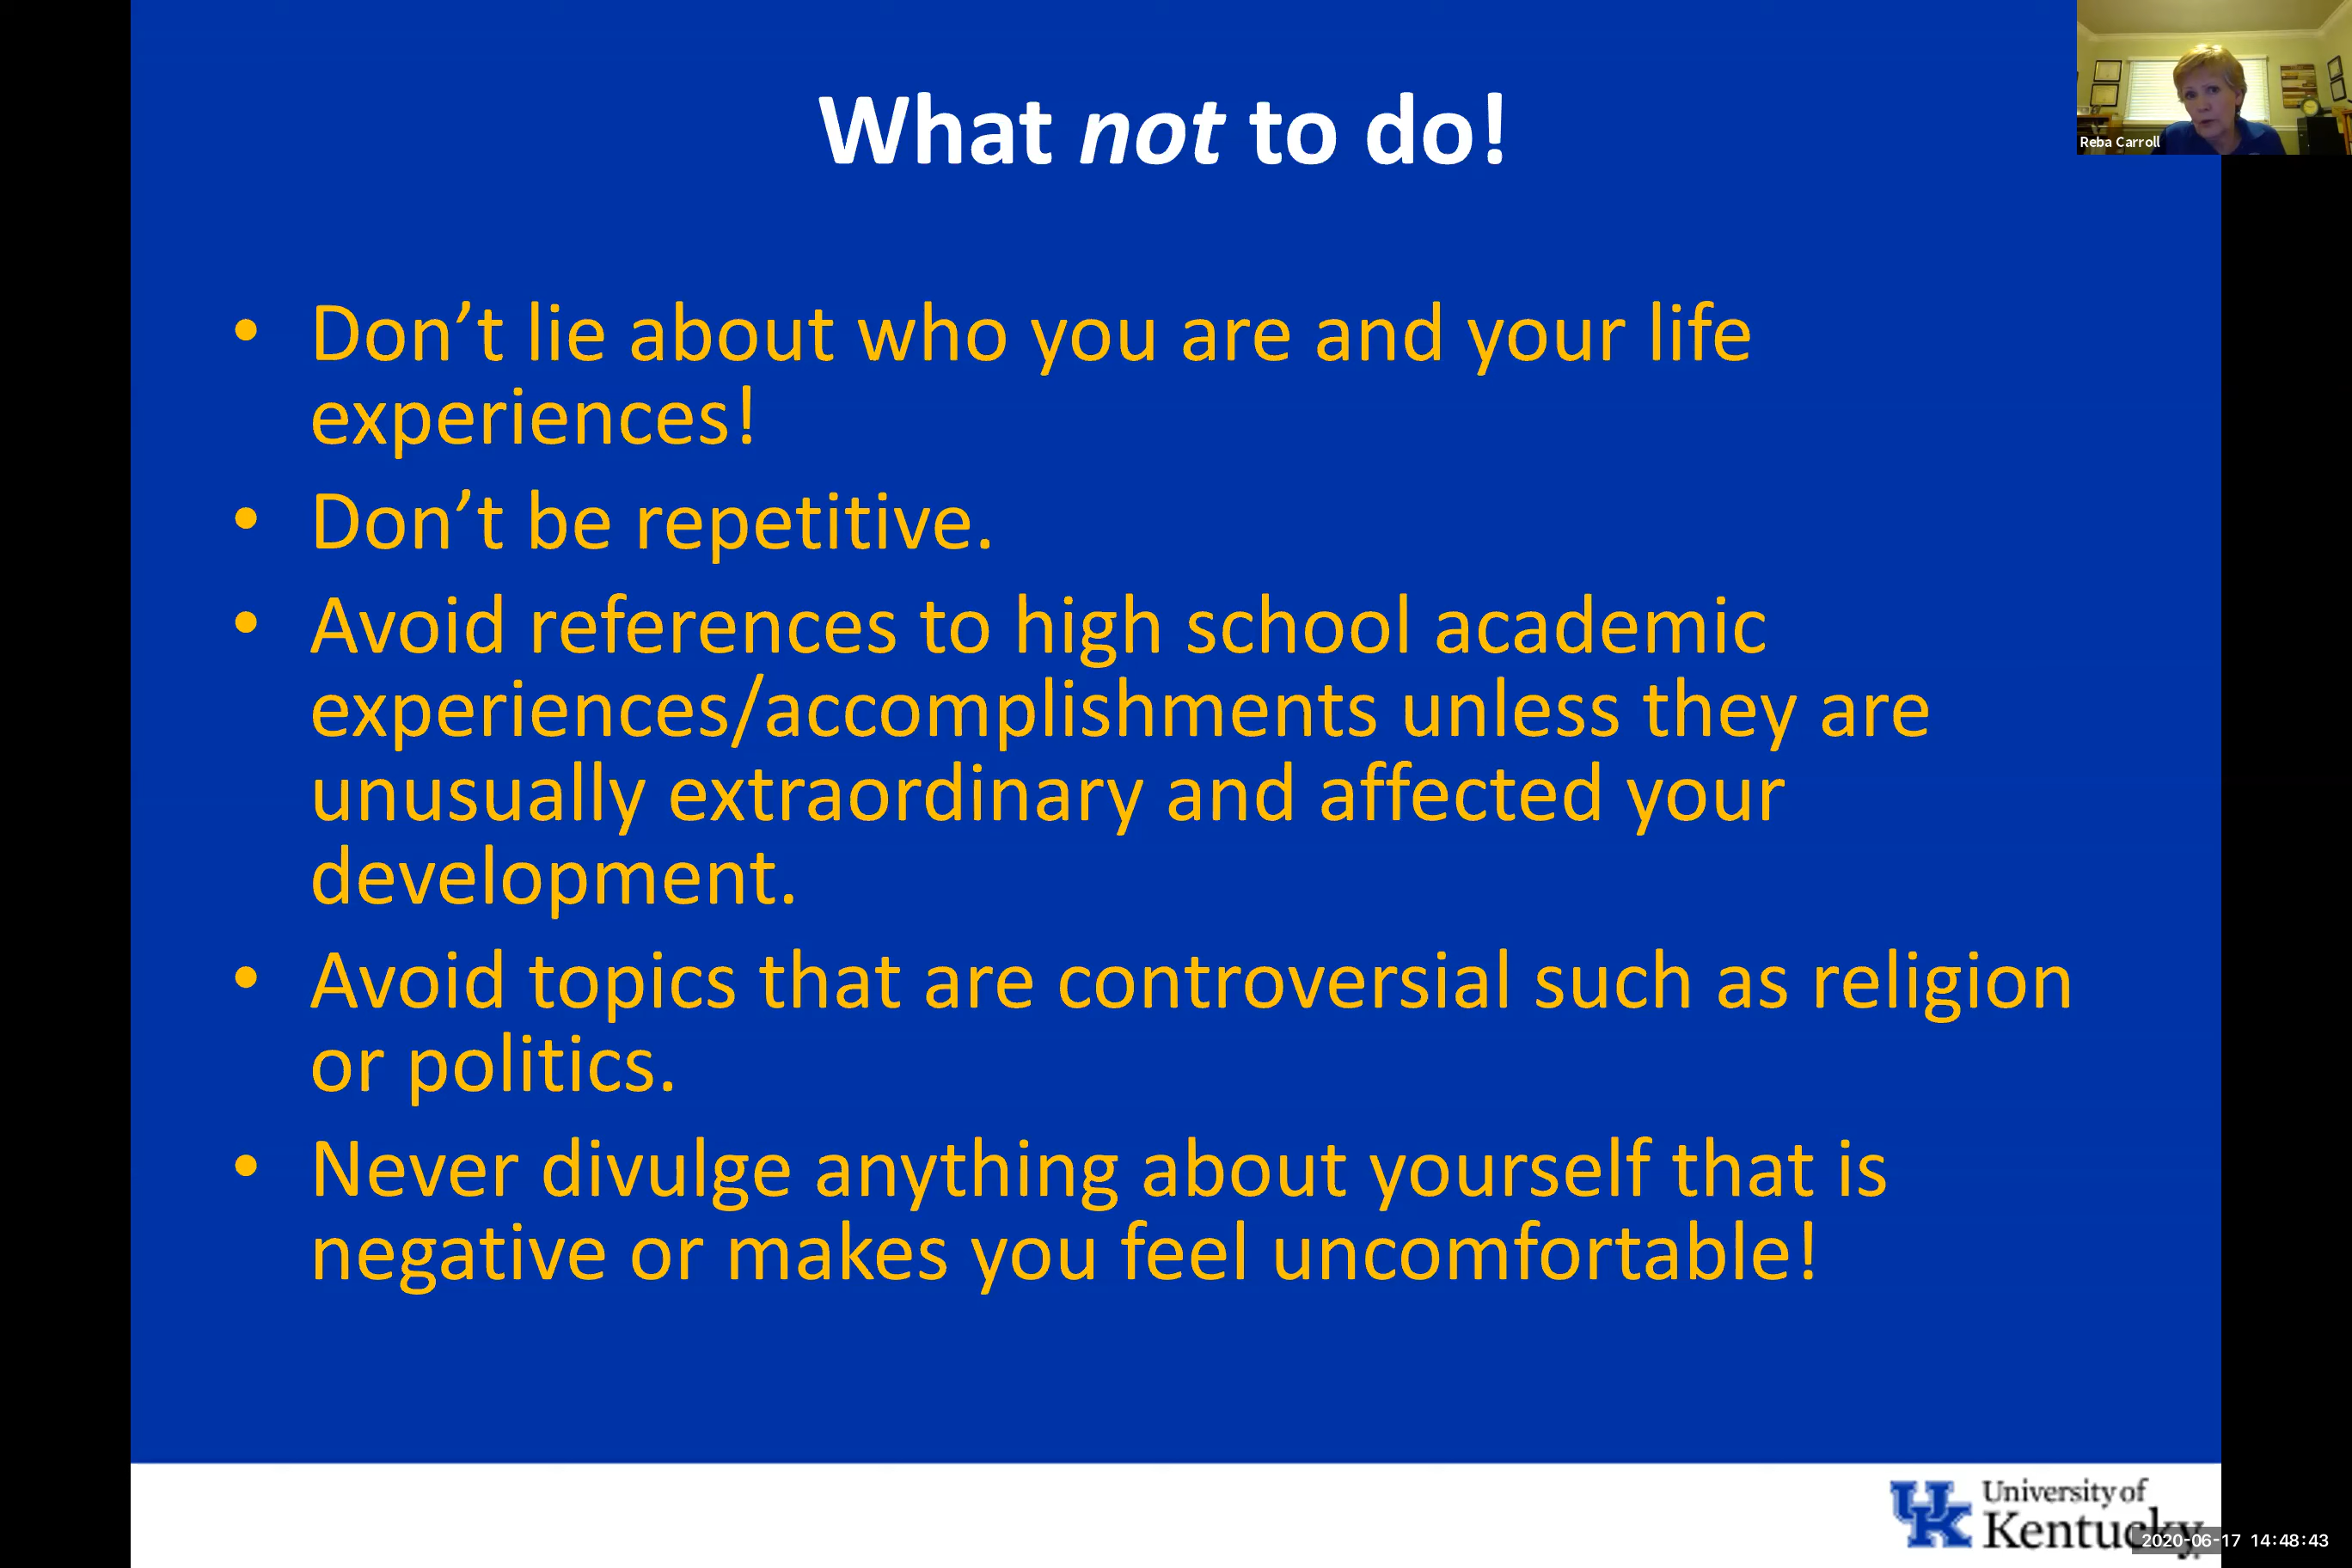 What not to do!
Reba Carroll
• Don’t lie about who you are and your life
experiences!
• Don’t be repetitive.
• Avoid references to high school academic
experiences/accomplishments unless they are
unusually extraordinary and affected your
development.
• Avoid topics that are controversial such as religion
or politics.
• Never divulge anything about yourself that is
negative or makes you feel uncomfortable!
UK
University of
Kentucky
2020-06-17 14:48:43